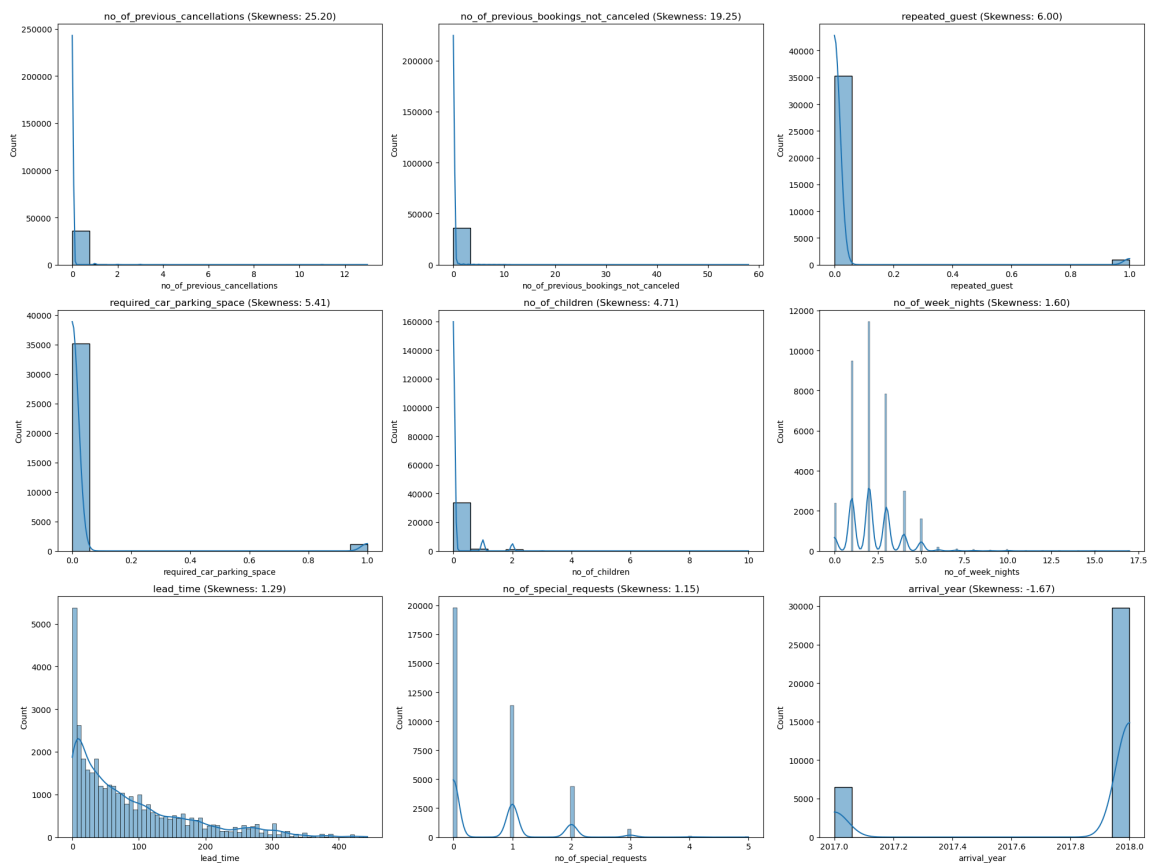 no_of_previous_cancellations (Skewness: 25.20)
250000
200000
150000
100000
50000
0
Count
0 2 4 6 8 10 12
no_of_previous_cancellations
no_of_previous_bookings_not_canceled (Skewness: 19.25)
200000
150000
100000
50000
0
Count
0 10 20 30 40 50 60
no_of_previous_bookings_not_canceled
repeated_guest (Skewness: 6.00)
40000
35000
30000
25000
20000
15000
10000
5000
0
Count
0.0 0.2 0.4 0.6 0.8 1.0
repeated_guest
required_car_parking_space (Skewness: 5.41)
40000
35000
30000
25000
20000
15000
10000
5000
0
Count
0.0 0.2 0.4 0.6 0.8 1.0
required_car_parking_space
no_of_children (Skewness: 4.71)
160000
140000
120000
100000
80000
60000
40000
20000
0
Count
0 2 4 6 8 10
no_of_children
no_of_week_nights (Skewness: 1.60)
12000
10000
8000
6000
4000
2000
0
Count
0.0 2.5 5.0 7.5 10.0 12.5 15.0 17.5
no_of_week_nights
lead_time (Skewness: 1.29)
5000
4000
3000
2000
1000
0
Count
0 100 200 300 400
lead_time
no_of_special_requests (Skewness: 1.15)
20000
17500
15000
12500
10000
7500
5000
2500
0
Count
0 1 2 3 4 5
no_of_special_requests
arrival_year (Skewness: -1.67)
30000
25000
20000
15000
10000
5000
0
Count
2017.0 2017.2 2017.4 2017.6 2017.8 2018.0
arrival_year